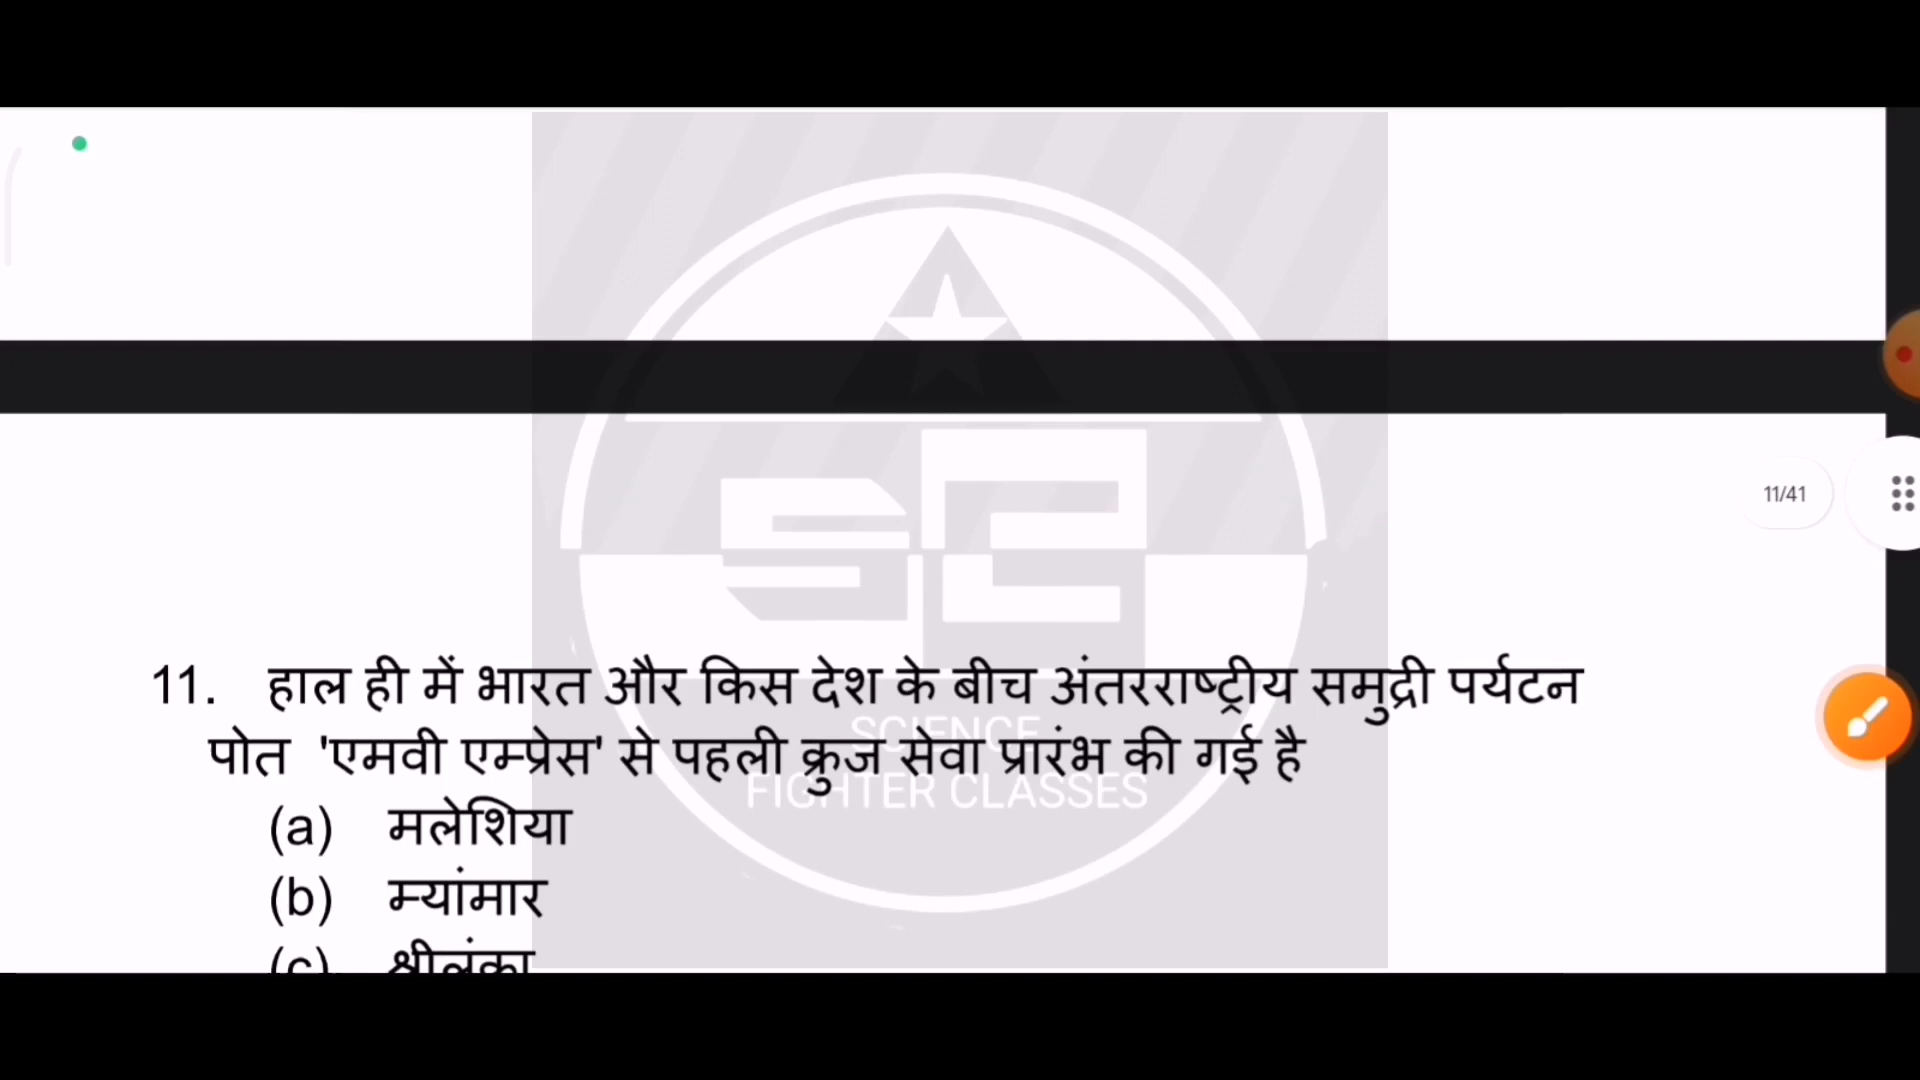 11/41
11. हाल ही में भारत और किस देश के बीच अंतरराष्ट्रीय समुद्री पर्यटन
पोत 'एमवी एम्प्रेस' से पहली क्रुज सेवा प्रारंभ की गई है
SCIENCE
FIGHTER CLASSES
(a) मलेशिया
(b) म्यांमार
(c) श्रीलंका